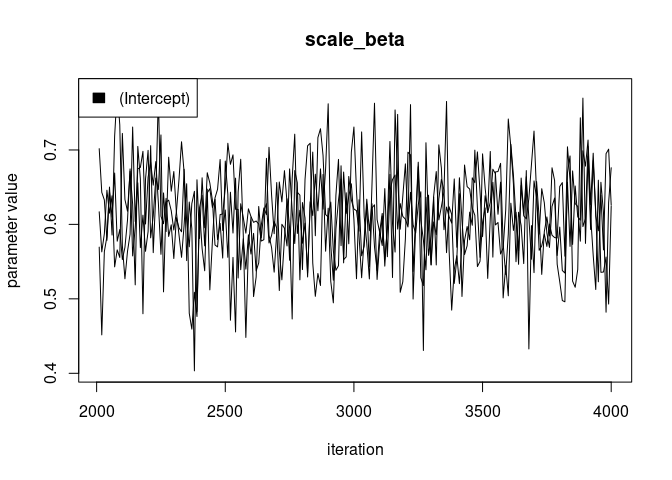 scale_beta
(Intercept)
parameter value
0.7
0.6
0.5
0.4
2000 2500 3000 3500 4000
iteration